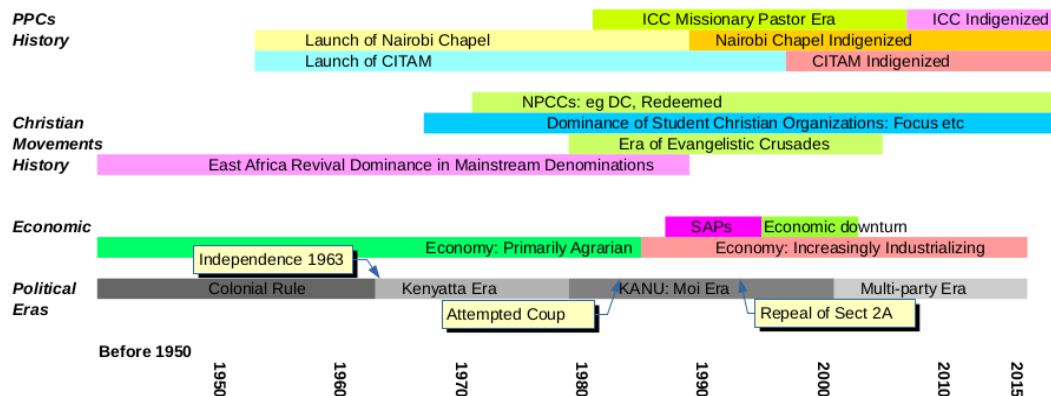 PPCs
ICC Missionary Pastor Era
ICC Indigenized
History
Launch of Nairobi Chapel
Nairobi Chapel Indigenized
Launch of CITAM
CITAM Indigenized
NPCCs: eg DC, Redeemed
Christian
Dominance of Student Christian Organizations: Focus etc
Movements
Era of Evangelistic Crusades
History
East Africa Revival Dominance in Mainstream Denominations
Economic
SAPs
Economic downturn
Economy: Primarily Agrarian
Economy: Increasingly Industrializing
Independence 1963
Political
Colonial Rule
Kenyatta Era
KANU: Moi Era
Multi-party Era
Eras
Attempted Coup
Repeal of Sect 2A
Before 1950
1950
1960
1970
1980
1990
2000
2010
2015